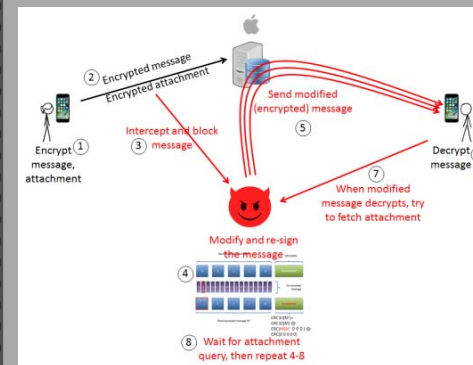 ② Encrypted message
Encrypted attachment
Encrypt ①
message,
attachment
Intercept and block
③ message
Send modified
(encrypted) message
⑤
Decrypt
message
⑦
When modified
message decrypts, try
to fetch attachment
Modify and re-sign
the message
④
⑧ Wait for attachment
query, then repeat 4-8